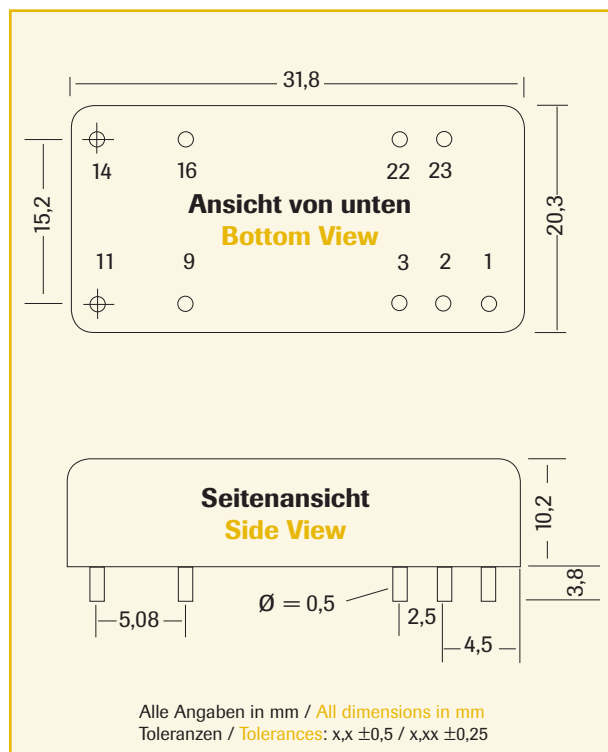 31,8
14 16 22 23
15,2
Ansicht von unten
Bottom View
20,3
11 9 3 2 1
Seitenansicht
Side View
10,2
3,8
5,08
Ø = 0,5
2,5
4,5
Alle Angaben in mm / All dimensions in mm
Toleranzen / Tolerances: x,x ±0,5 / x,xx ±0,25